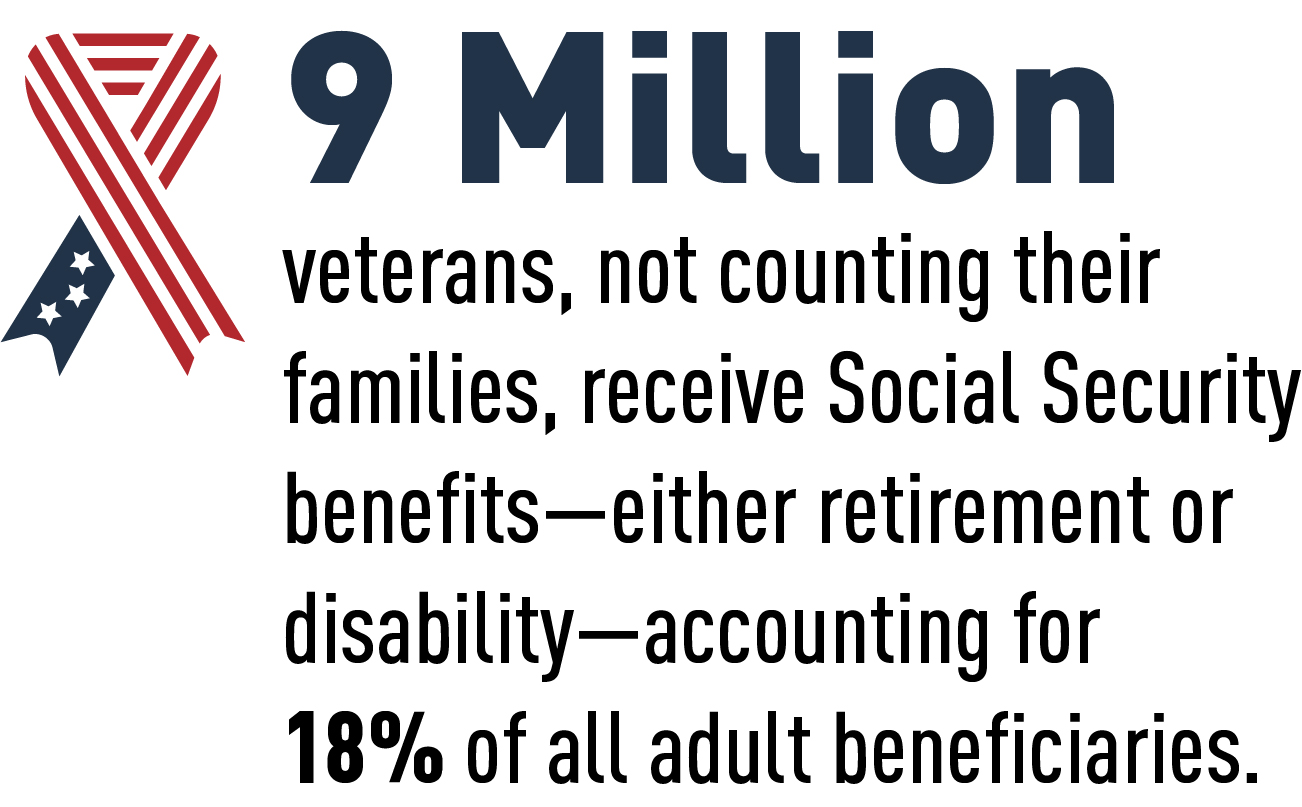 9 Million
veterans, not counting their
families, receive Social Security
benefits—either retirement or
disability—accounting for
18% of all adult beneficiaries.